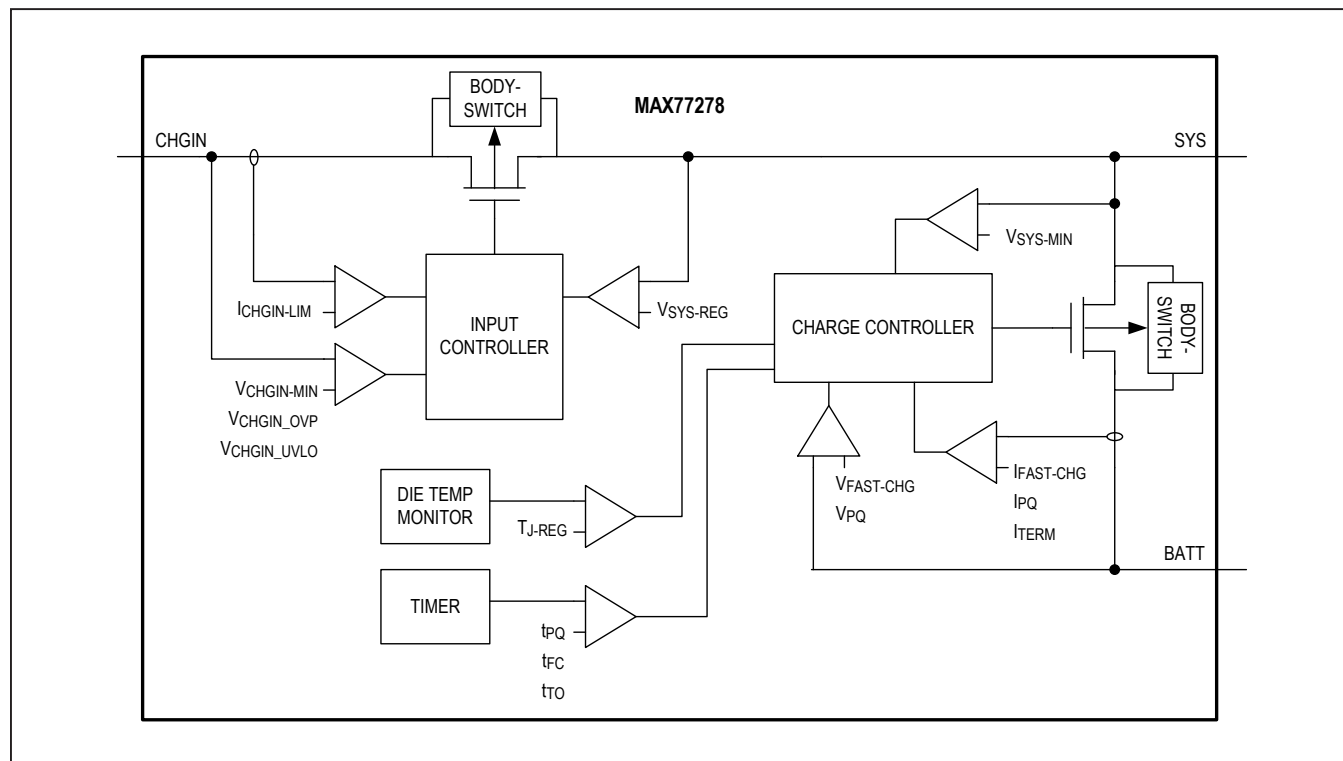 BODY-
SWITCH
MAX77278
CHGIN
SYS
VSYS-MIN
ICHGIN-LIM
INPUT
CONTROLLER
VSYS-REG
CHARGE CONTROLLER
BODY-
SWITCH
VCHGIN-MIN
VCHGIN_OVP
VCHGIN_UVLO
DIE TEMP
MONITOR
TJ-REG
VFAST-CHG
VPQ
IFAST-CHG
IPQ
ITERM
BATT
TIMER
tPQ
tFC
tTO